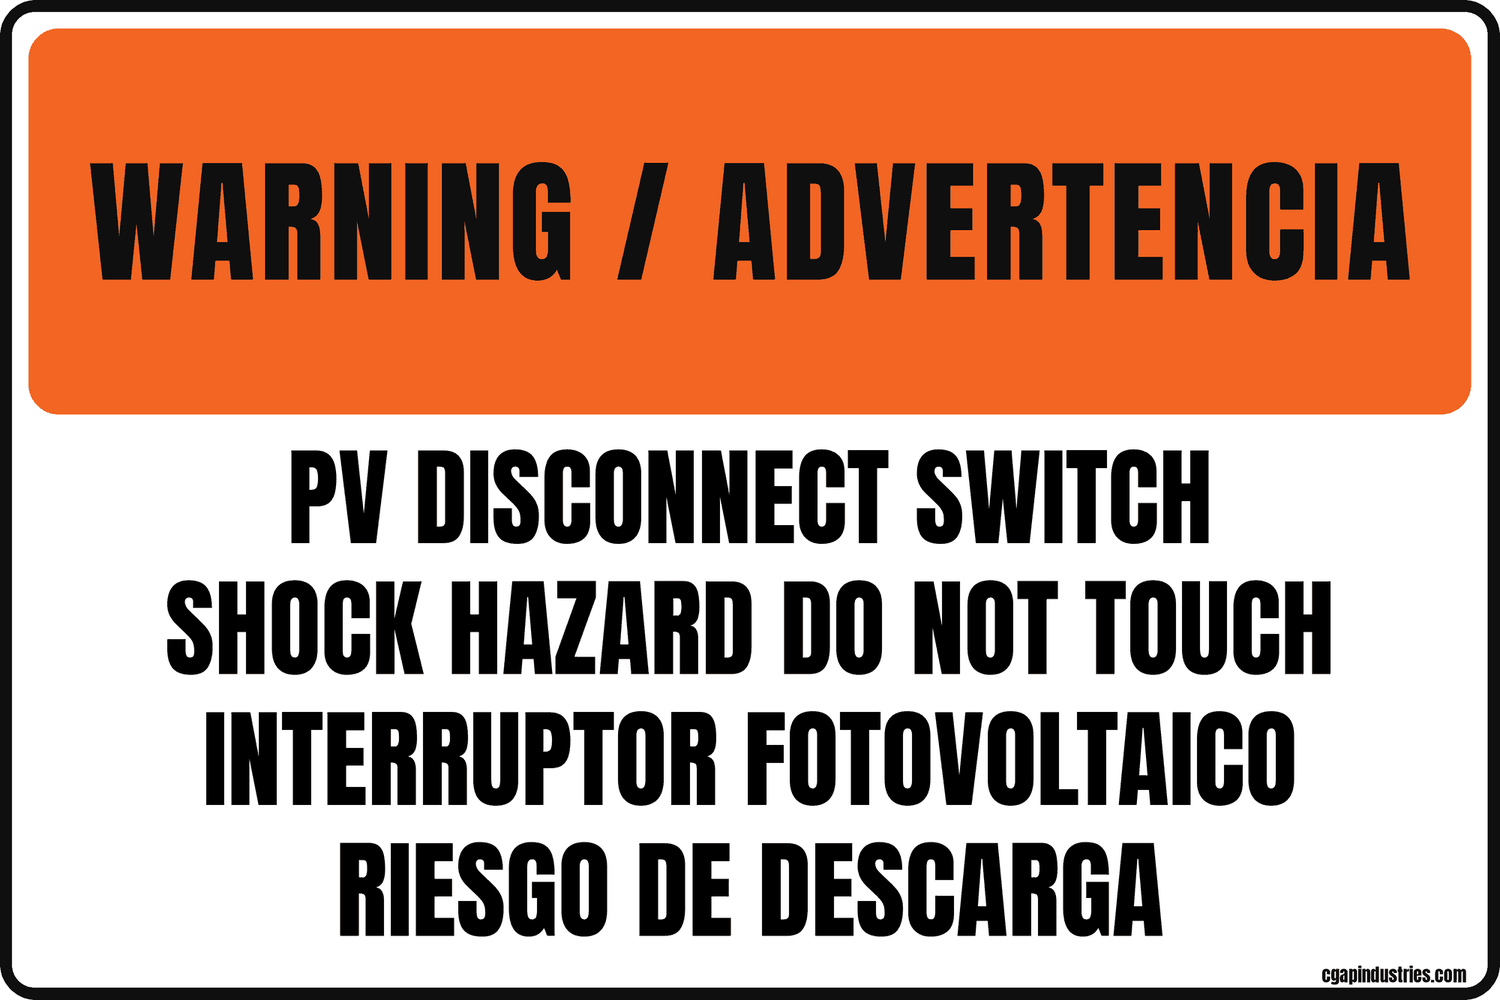 WARNING / ADVERTENCIA
PV DISCONNECT SWITCH
SHOCK HAZARD DO NOT TOUCH
INTERRUPTOR FOTOVOLTAICO
RIESGO DE DESCARGA
cgapindustries.com